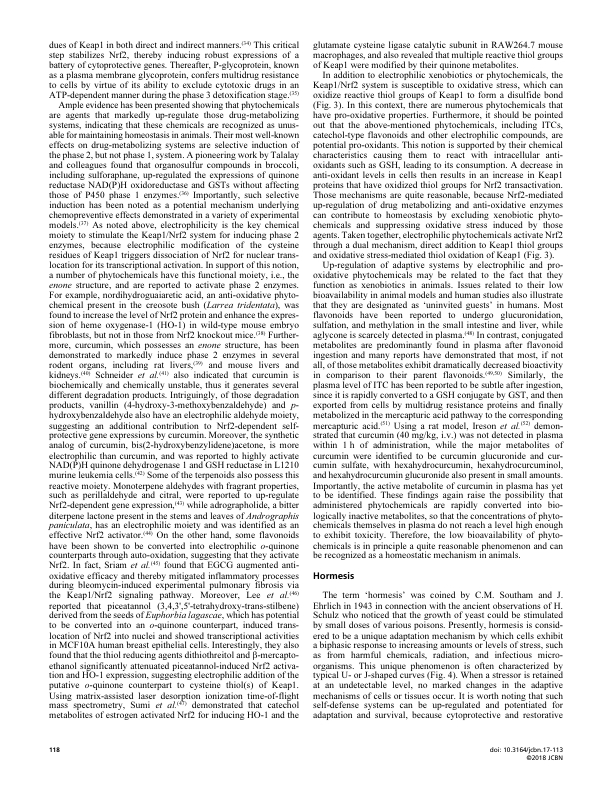 dues of Keap1 in both direct and indirect manners.(34) This critical
step stabilizes Nrf2, thereby inducing robust expressions of a
battery of cytoprotective genes. Thereafter, P-glycoprotein, known
as a plasma membrane glycoprotein, confers multidrug resistance
to cells by virtue of its ability to exclude cytotoxic drugs in an
ATP-dependent manner during the phase 3 detoxification stage.(35)
Ample evidence has been presented showing that phytochemicals
are agents that markedly up-regulate those drug-metabolizing
systems, indicating that these chemicals are recognized as unus-
able for maintaining homeostasis in animals. Their most well-known
effects on drug-metabolizing systems are selective induction of
the phase 2, but not phase 1, system. A pioneering work by Talalay
and colleagues found that organosulfur compounds in broccoli,
including sulforaphane, up-regulated the expressions of quinone
reductase NAD(P)H oxidoreductase and GSTs without affecting
those of P450 phase 1 enzymes.(36) Importantly, such selective
induction has been noted as a potential mechanism underlying
chemopreventive effects demonstrated in a variety of experimental
models.(37) As noted above, electrophilicity is the key chemical
moiety to stimulate the Keap1/Nrf2 system for inducing phase 2
enzymes, because electrophilic modification of the cysteine
residues of Keap1 triggers dissociation of Nrf2 for nuclear trans-
location for its transcriptional activation. In support of this notion,
a number of phytochemicals have this functional moiety, i.e., the
enone structure, and are reported to activate phase 2 enzymes.
For example, nordihydroguaiaretic acid, an anti-oxidative phyto-
chemical present in the creosote bush (Larrea tridentata), was
found to increase the level of Nrf2 protein and enhance the expres-
sion of heme oxygenase-1 (HO-1) in wild-type mouse embryo
fibroblasts, but not in those from Nrf2 knockout mice.(38) Further-
more, curcumin, which possesses an enone structure, has been
demonstrated to markedly induce phase 2 enzymes in several
rodent organs, including rat livers,(39) and mouse livers and
kidneys.(40) Schneider et al.(41) also indicated that curcumin is
biochemically and chemically unstable, thus it generates several
different degradation products. Intriguingly, of those degradation
products, vanillin (4-hydroxy-3-methoxybenzaldehyde) and p-
hydroxybenzaldehyde also have an electrophilic aldehyde moiety,
suggesting an additional contribution to Nrf2-dependent self-
protective gene expressions by curcumin. Moreover, the synthetic
analog of curcumin, bis(2-hydroxybenzylidene)acetone, is more
electrophilic than curcumin, and was reported to highly activate
NAD(P)H quinone dehydrogenase 1 and GSH reductase in L1210
murine leukemia cells.(42) Some of the terpenoids also possess this
reactive moiety. Monoterpene aldehydes with fragrant properties,
such as perillaldehyde and citral, were reported to up-regulate
Nrf2-dependent gene expression,(43) while andrographolide, a bitter
diterpene lactone present in the stems and leaves of Andrographis
paniculata, has an electrophilic moiety and was identified as an
effective Nrf2 activator.(44) On the other hand, some flavonoids
have been shown to be converted into electrophilic o-quinone
counterparts through auto-oxidation, suggesting that they activate
Nrf2. In fact, Sriam et al.(45) found that EGCG augmented anti-
oxidative efficacy and thereby mitigated inflammatory processes
during bleomycin-induced experimental pulmonary fibrosis via
the Keap1/Nrf2 signaling pathway. Moreover, Lee et al.(46)
reported that piceatannol (3,4,3',5'-tetrahydroxy-trans-stilbene)
derived from the seeds of Euphorbia lagascae, which has potential
to be converted into an o-quinone counterpart, induced trans-
location of Nrf2 into nuclei and showed transcriptional activities
in MCF10A human breast epithelial cells. Interestingly, they also
found that the thiol reducing agents dithiothreitol and β-mercapto-
ethanol significantly attenuated piceatannol-induced Nrf2 activa-
tion and HO-1 expression, suggesting electrophilic addition of the
putative o-quinone counterpart to cysteine thiol(s) of Keap1.
Using matrix-assisted laser desorption ionization time-of-flight
mass spectrometry, Sumi et al.(47) demonstrated that catechol
metabolites of estrogen activated Nrf2 for inducing HO-1 and the
glutamate cysteine ligase catalytic subunit in RAW264.7 mouse
macrophages, and also revealed that multiple reactive thiol groups
of Keap1 were modified by their quinone metabolites.
In addition to electrophilic xenobiotics or phytochemicals, the
Keap1/Nrf2 system is susceptible to oxidative stress, which can
oxidize reactive thiol groups of Keap1 to form a disulfide bond
(Fig. 3). In this context, there are numerous phytochemicals that
have pro-oxidative properties. Furthermore, it should be pointed
out that the above-mentioned phytochemicals, including ITCs,
catechol-type flavonoids and other electrophilic compounds, are
potential pro-oxidants. This notion is supported by their chemical
characteristics causing them to react with intracellular anti-
oxidants such as GSH, leading to its consumption. A decrease in
anti-oxidant levels in cells then results in an increase in Keap1
proteins that have oxidized thiol groups for Nrf2 transactivation.
Those mechanisms are quite reasonable, because Nrf2-mediated
up-regulation of drug metabolizing and anti-oxidative enzymes
can contribute to homeostasis by excluding xenobiotic phyto-
chemicals and suppressing oxidative stress induced by those
agents. Taken together, electrophilic phytochemicals activate Nrf2
through a dual mechanism, direct addition to Keap1 thiol groups
and oxidative stress-mediated thiol oxidation of Keap1 (Fig. 3).
Up-regulation of adaptive systems by electrophilic and pro-
oxidative phytochemicals may be related to the fact that they
function as xenobiotics in animals. Issues related to their low
bioavailability in animal models and human studies also illustrate
that they are designated as ‘uninvited guests’ in humans. Most
flavonoids have been reported to undergo glucuronidation,
sulfation, and methylation in the small intestine and liver, while
aglycone is scarcely detected in plasma.(48) In contrast, conjugated
metabolites are predominantly found in plasma after flavonoid
ingestion and many reports have demonstrated that most, if not
all, of those metabolites exhibit dramatically decreased bioactivity
in comparison to their parent flavonoids.(49,50) Similarly, the
plasma level of ITC has been reported to be subtle after ingestion,
since it is rapidly converted to a GSH conjugate by GST, and then
exported from cells by multidrug resistance proteins and finally
metabolized in the mercapturic acid pathway to the corresponding
mercapturic acid.(51) Using a rat model, Ireson et al.(52) demon-
strated that curcumin (40 mg/kg, i.v.) was not detected in plasma
within 1 h of administration, while the major metabolites of
curcumin were identified to be curcumin glucuronide and cur-
cumin sulfate, with hexahydrocurcumin, hexahydrocurcuminol,
and hexahydrocurcumin glucuronide also present in small amounts.
Importantly, the active metabolite of curcumin in plasma has yet
to be identified. These findings again raise the possibility that
administered phytochemicals are rapidly converted into bio-
logically inactive metabolites, so that the concentrations of phyto-
chemicals themselves in plasma do not reach a level high enough
to exhibit toxicity. Therefore, the low bioavailability of phyto-
chemicals is in principle a quite reasonable phenomenon and can
be recognized as a homeostatic mechanism in animals.
Hormesis
The term ‘hormesis’ was coined by C.M. Southam and J.
Ehrlich in 1943 in connection with the ancient observations of H.
Schulz who noticed that the growth of yeast could be stimulated
by small doses of various poisons. Presently, hormesis is consid-
ered to be a unique adaptation mechanism by which cells exhibit
a biphasic response to increasing amounts or levels of stress, such
as from harmful chemicals, radiation, and infectious micro-
organisms. This unique phenomenon is often characterized by
typical U- or J-shaped curves (Fig. 4). When a stressor is retained
at an undetectable level, no marked changes in the adaptive
mechanisms of cells or tissues occur. It is worth noting that such
self-defense systems can be up-regulated and potentiated for
adaptation and survival, because cytoprotective and restorative
118
doi: 10.3164/jcbn.17-113
©2018 JCBN